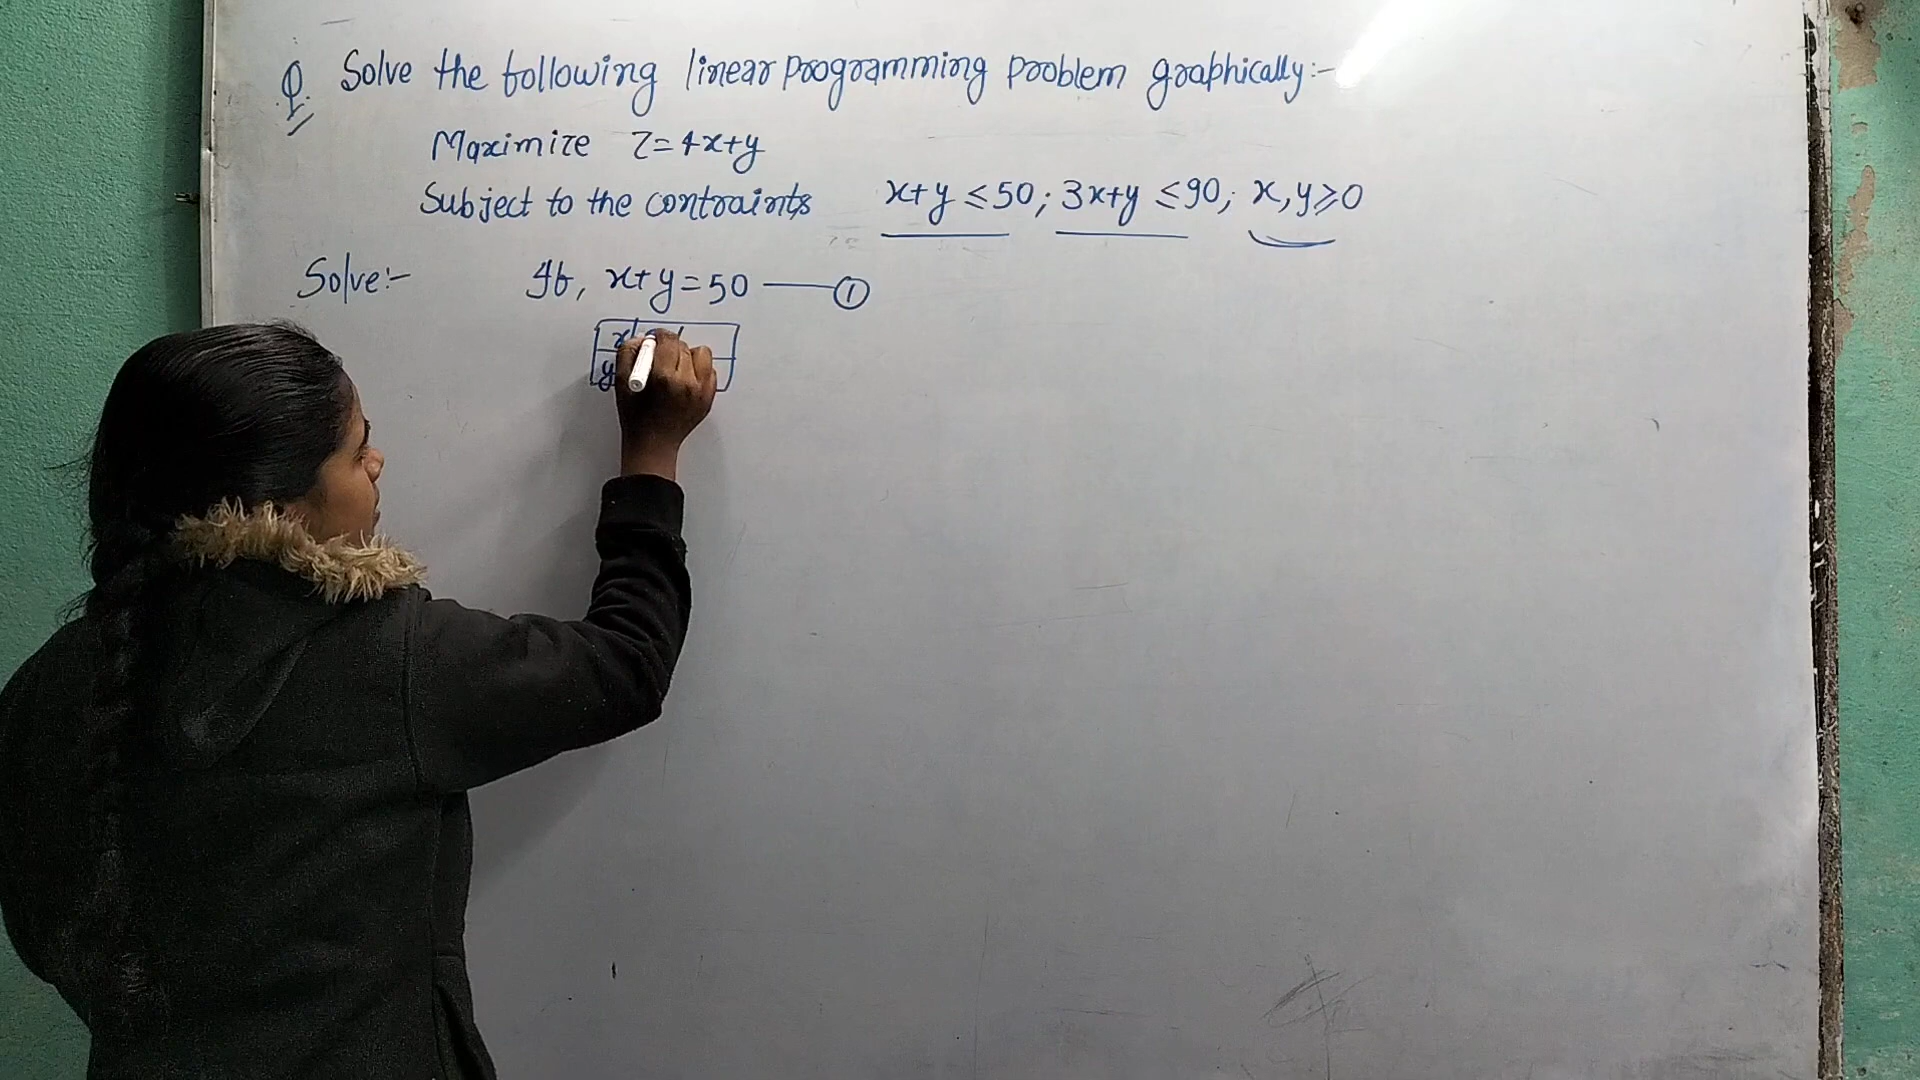 Q. Solve the following linear programming problem graphically:-
Maximize Z=4x+y
Subject to the contraints x+y ≤50; 3x+y ≤90; x,y≥0
Solve:- If, x+y=50 —— ①
x
y